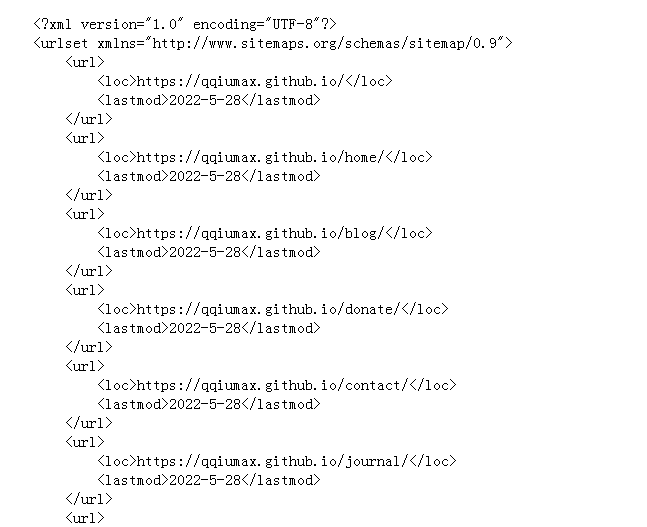 <?xml version="1.0" encoding="UTF-8"?>
<urlset xmlns="http://www.sitemaps.org/schemas/sitemap/0.9">
<url>
<loc>https://qqiumax.github.io/</loc>
<lastmod>2022-5-28</lastmod>
</url>
<url>
<loc>https://qqiumax.github.io/home/</loc>
<lastmod>2022-5-28</lastmod>
</url>
<url>
<loc>https://qqiumax.github.io/blog/</loc>
<lastmod>2022-5-28</lastmod>
</url>
<url>
<loc>https://qqiumax.github.io/donate/</loc>
<lastmod>2022-5-28</lastmod>
</url>
<url>
<loc>https://qqiumax.github.io/contact/</loc>
<lastmod>2022-5-28</lastmod>
</url>
<url>
<loc>https://qqiumax.github.io/journal/</loc>
<lastmod>2022-5-28</lastmod>
</url>
<url>